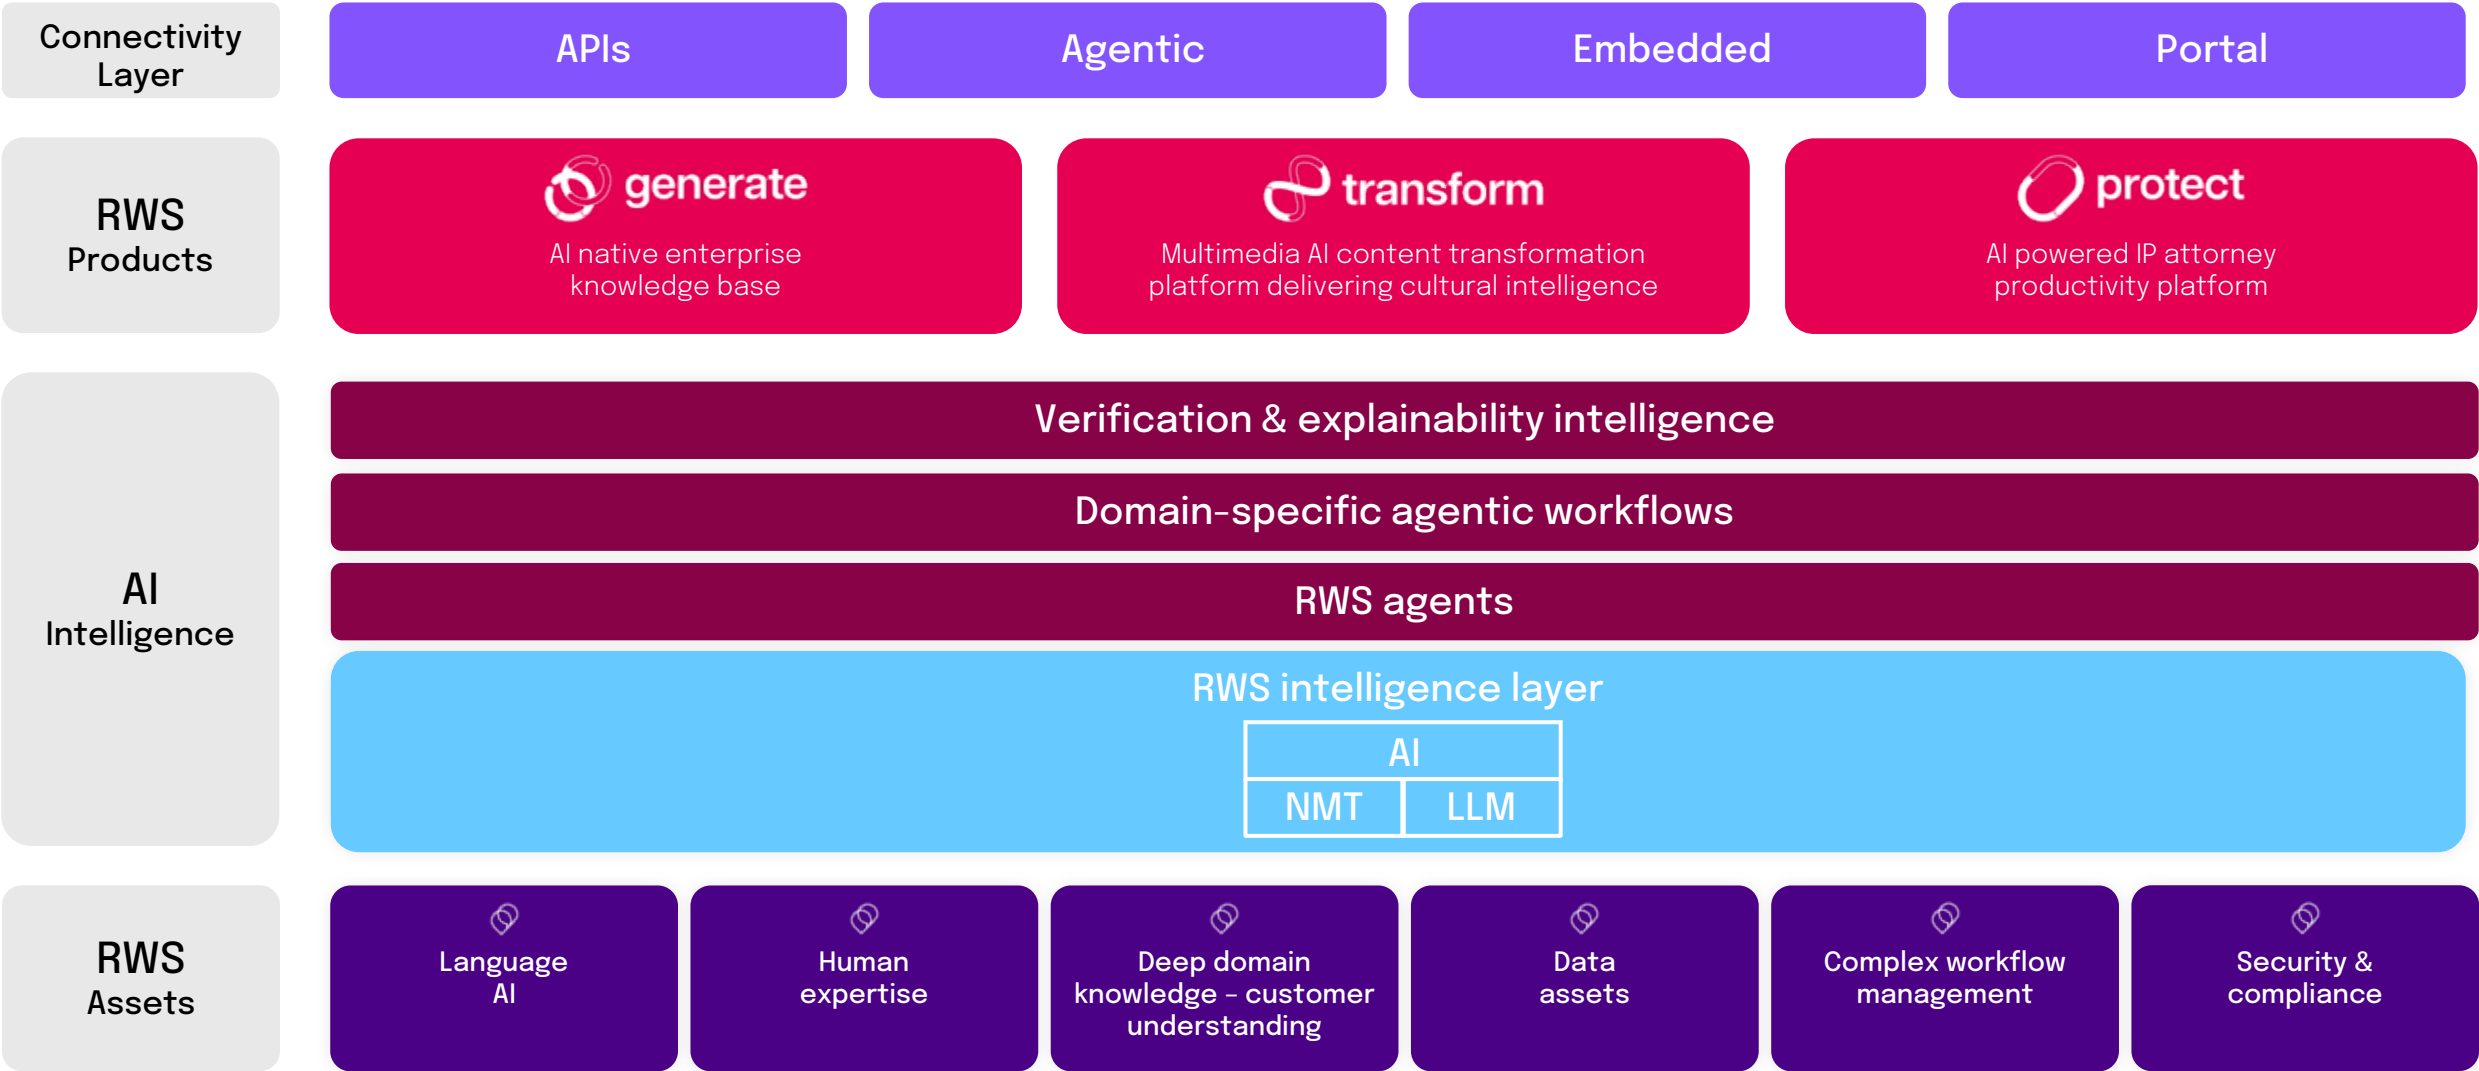 Connectivity
Layer
APIs
Agentic
Embedded
Portal
RWS
Products
generate
AI native enterprise
knowledge base
transform
Multimedia AI content transformation
platform delivering cultural intelligence
protect
AI powered IP attorney
productivity platform
AI
Intelligence
Verification & explainability intelligence
Domain-specific agentic workflows
RWS agents
RWS intelligence layer
AI
NMT
LLM
RWS
Assets
Language
AI
Human
expertise
Deep domain
knowledge – customer
understanding
Data
assets
Complex workflow
management
Security &
compliance